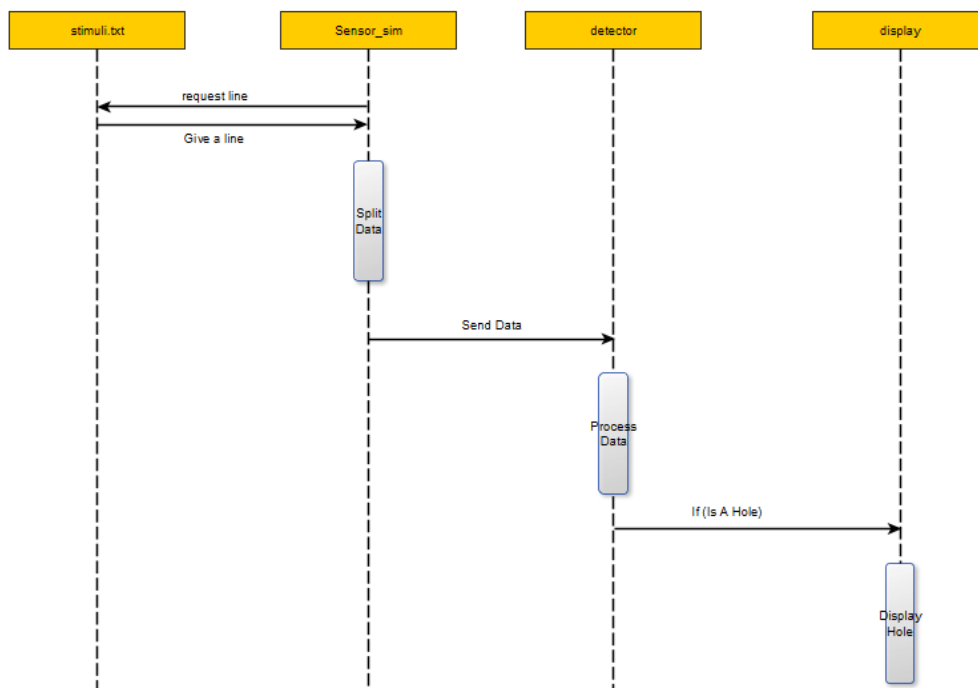 stimuli.txt
Sensor_sim
detector
display
request line
Give a line
Split
Data
Send Data
Process
Data
If (Is A Hole)
Display
Hole